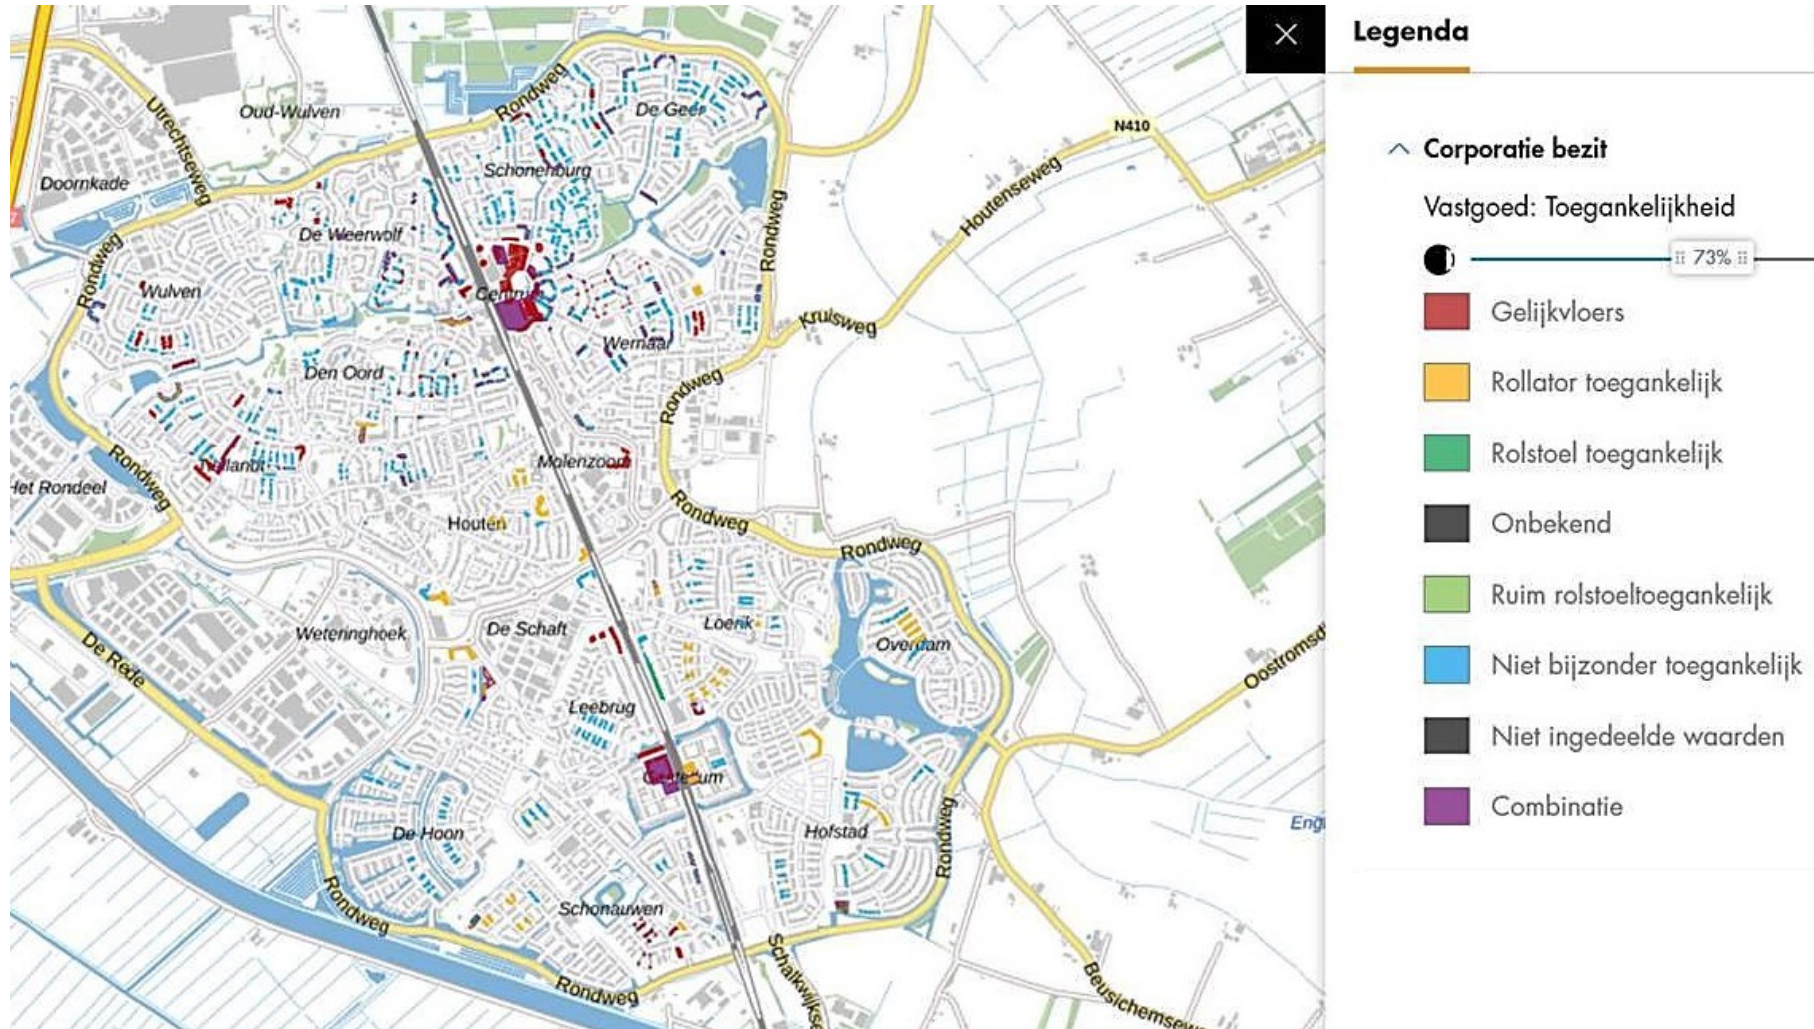 Legenda
Corporatie bezit
Vastgoed: Toegankelijkheid
73%
Gelijkvloers
Rollator toegankelijk
Rolstoel toegankelijk
Onbekend
Ruim rolstoeltoegankelijk
Niet bijzonder toegankelijk
Niet ingedeelde waarden
Combinatie
Rondweg
De Geer
Utrechtseweg
Oud-Wulven
N410
Schonenburg
Doornkade
Houtenseweg
Rondweg
De Weerwolf
Rondweg
Wulven
Kruisweg
Wernaar
Den Oord
Rondweg
Molenzoom
Rondweg
Het Rondeel
Houten
Rondweg
Rondweg
Loerik
De Schaft
Weteringhoek
Overdam
De Rede
Leebrug
Hofstad
De Hoon
Rondweg
Rondweg
Schonauwen
Rondweg